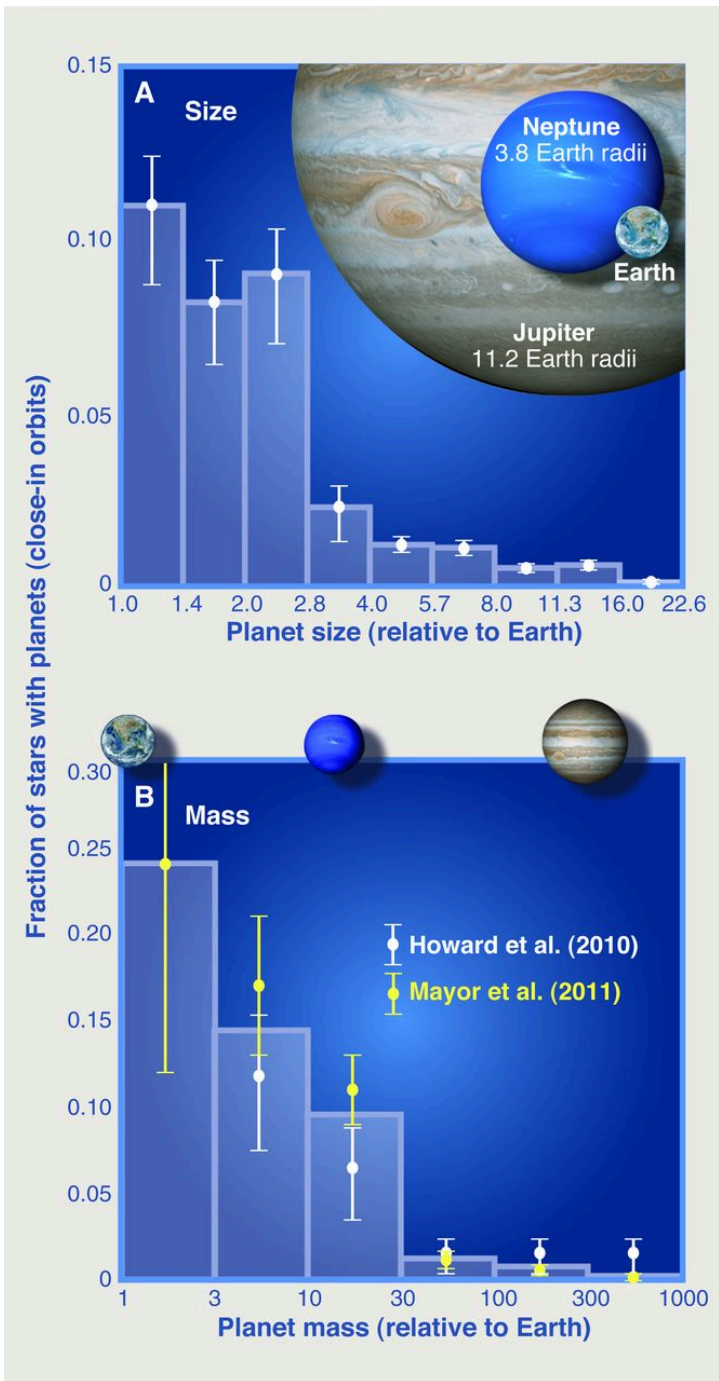 Fraction of stars with planets (close-in orbits)
A
Size
Neptune
3.8 Earth radii
Earth
Jupiter
11.2 Earth radii
0.15
0.10
0.05
0
1.0 1.4 2.0 2.8 4.0 5.7 8.0 11.3 16.0 22.6
Planet size (relative to Earth)
B
Mass
Howard et al. (2010)
Mayor et al. (2011)
0.30
0.25
0.20
0.15
0.10
0.05
0
1 3 10 30 100 300 1000
Planet mass (relative to Earth)